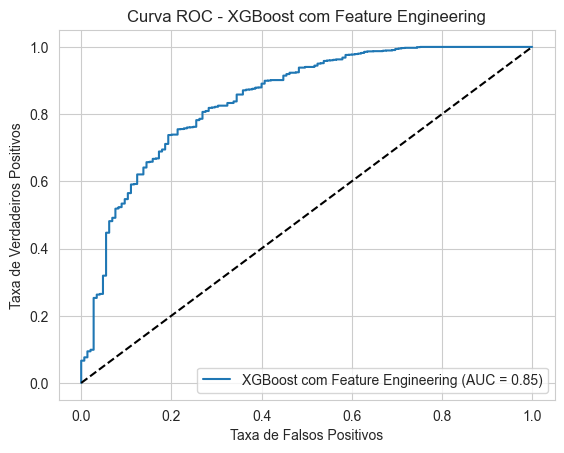 Curva ROC - XGBoost com Feature Engineering
Taxa de Verdadeiros Positivos
1.0
0.8
0.6
0.4
0.2
0.0
XGBoost com Feature Engineering (AUC = 0.85)
0.0 0.2 0.4 0.6 0.8 1.0
Taxa de Falsos Positivos